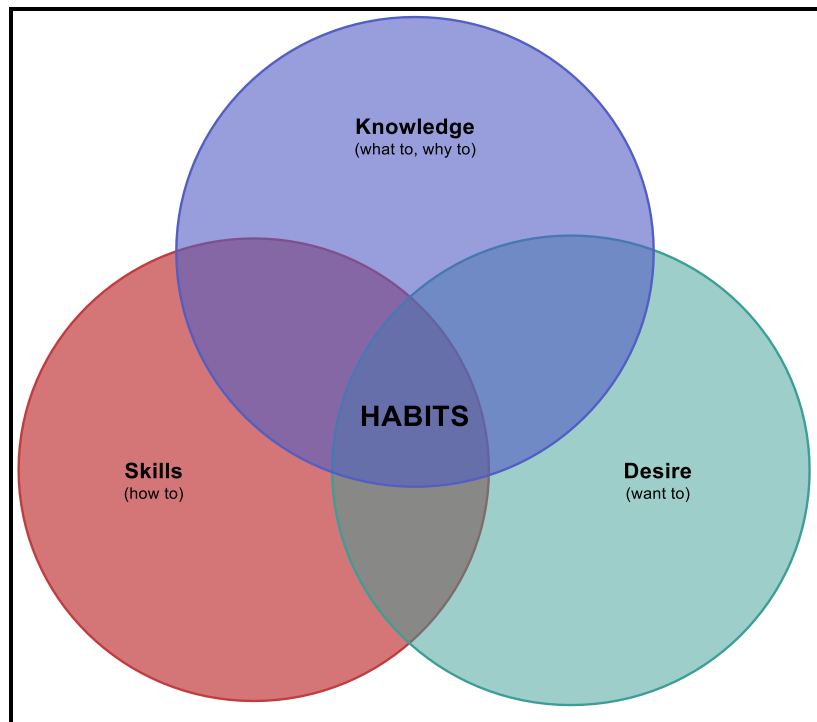 Knowledge
(what to, why to)
HABITS
Skills
(how to)
Desire
(want to)